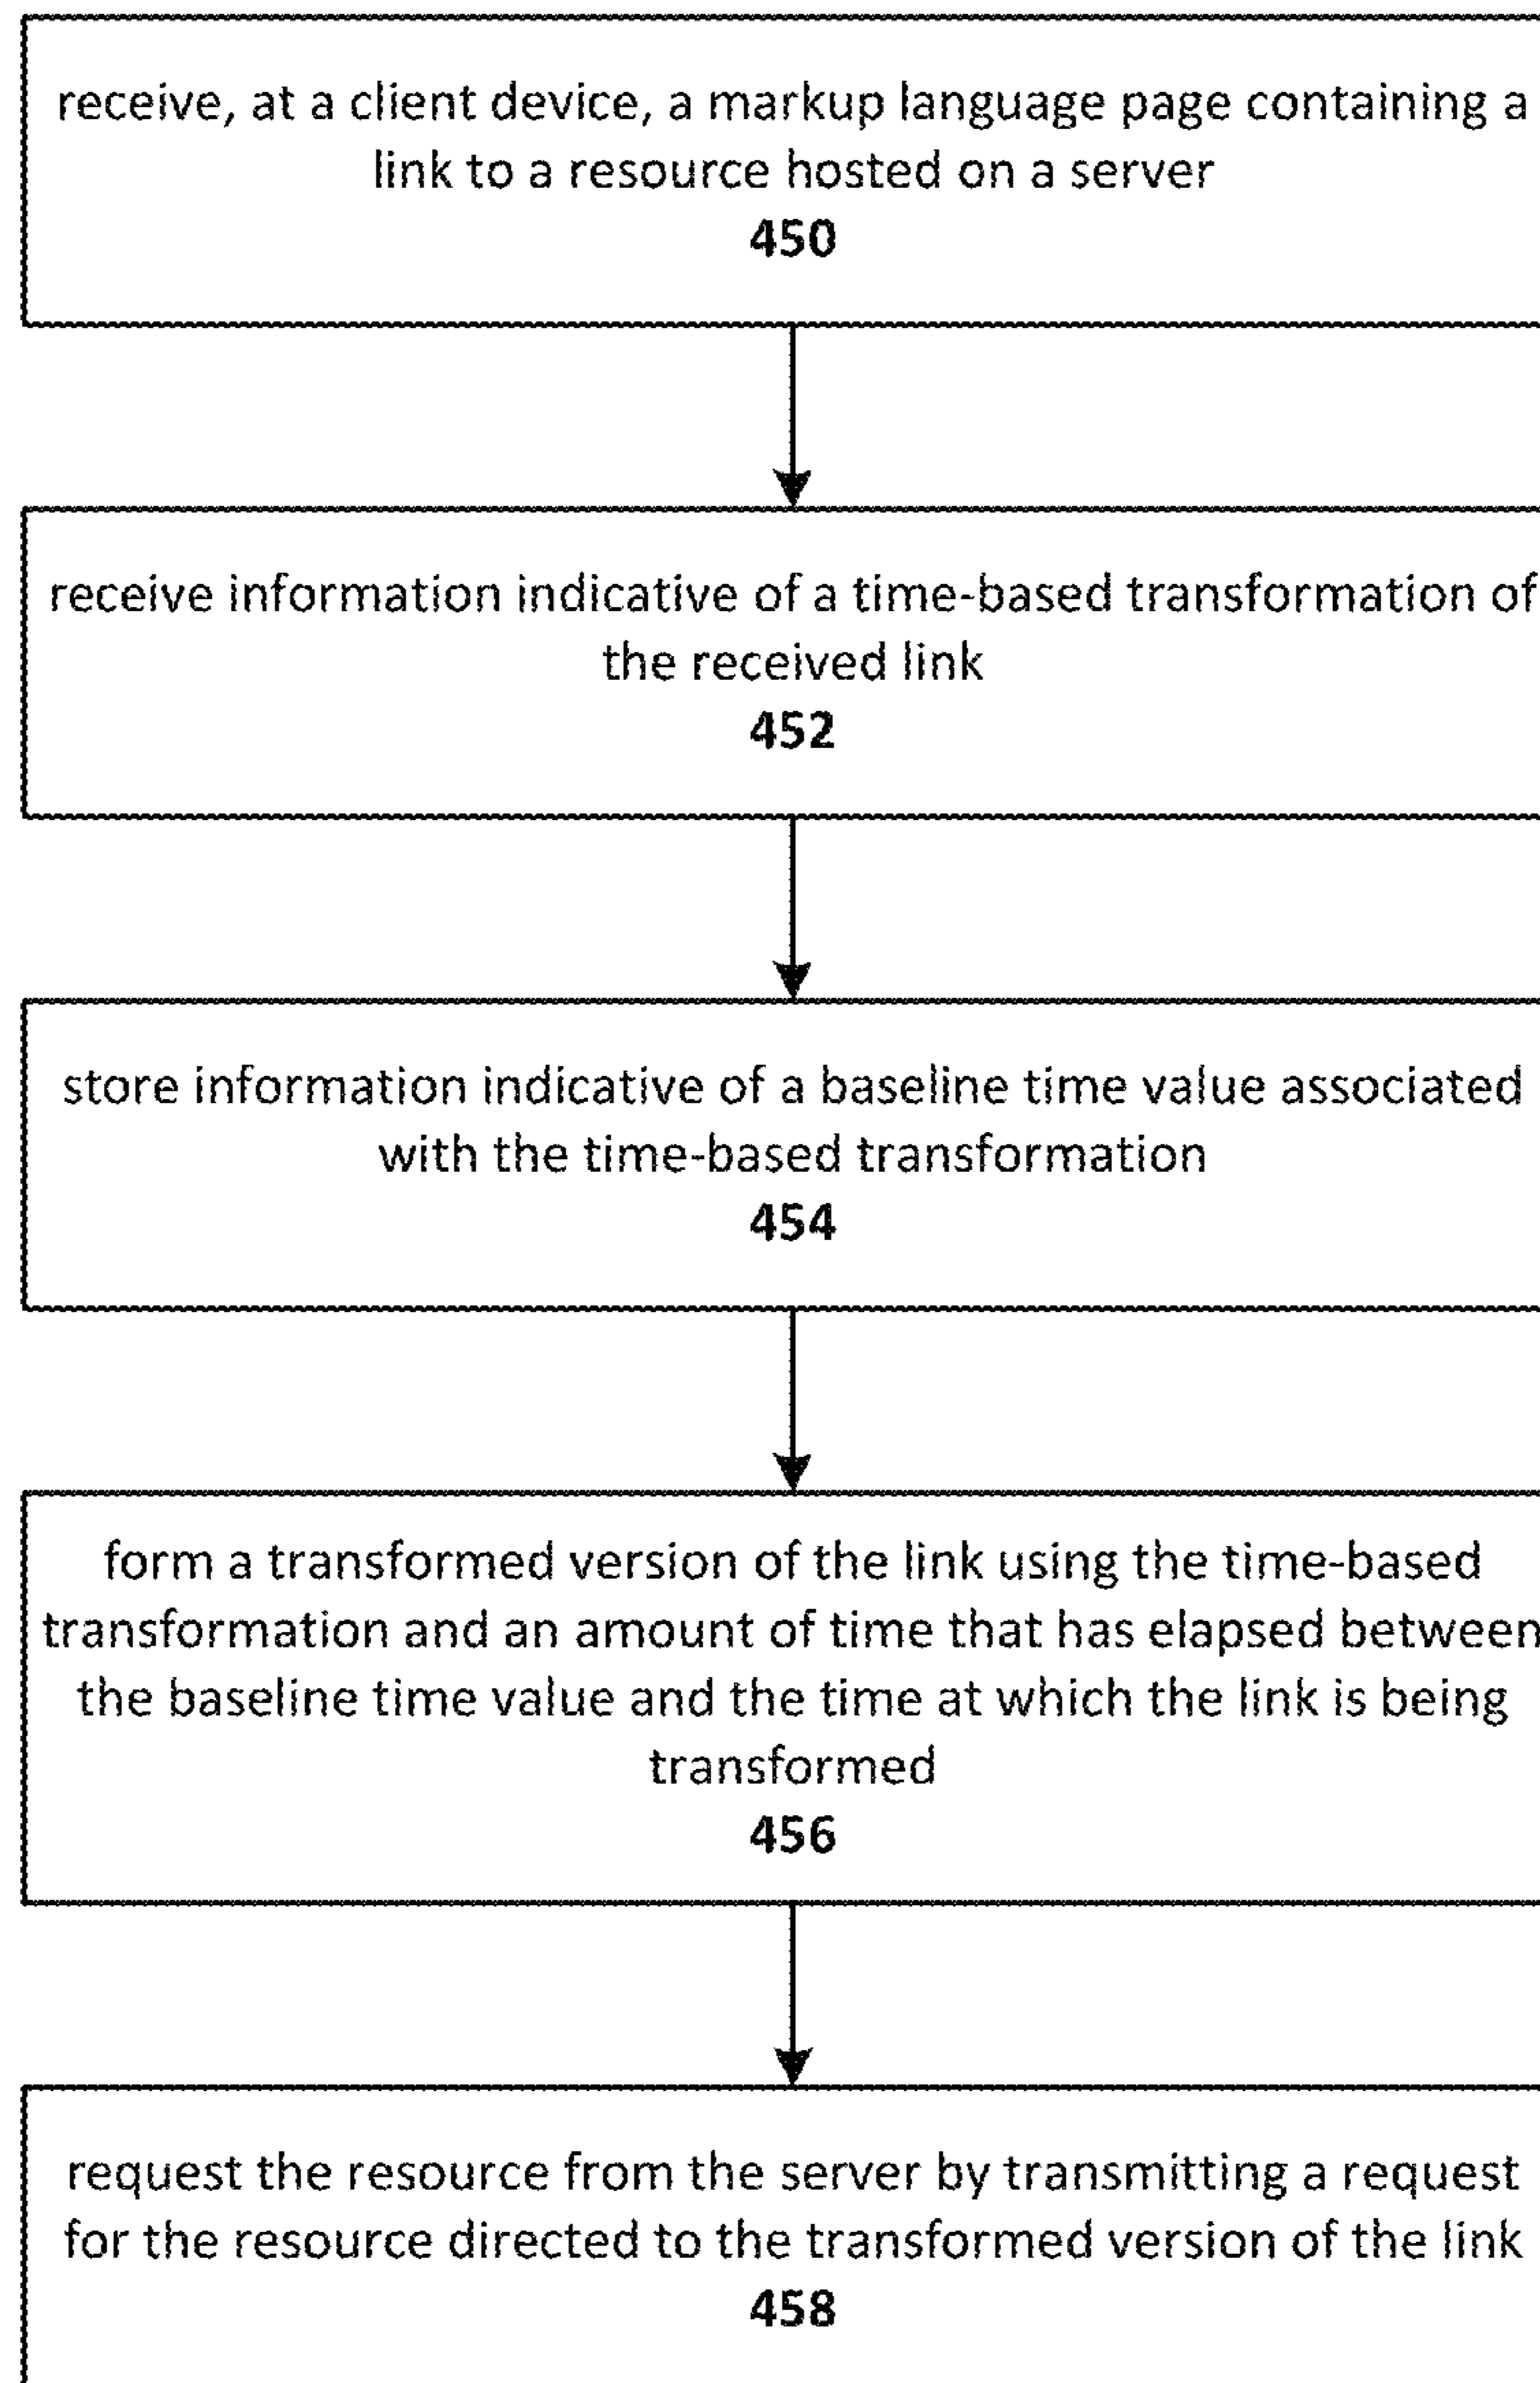 receive, at a client device, a markup language page containing a
link to a resource hosted on a server
450
receive information indicative of a time-based transformation of
the received link
452
store information indicative of a baseline time value associated
with the time-based transformation
454
form a transformed version of the link using the time-based
transformation and an amount of time that has elapsed between
the baseline time value and the time at which the link is being
transformed
456
request the resource from the server by transmitting a request
for the resource directed to the transformed version of the link
458